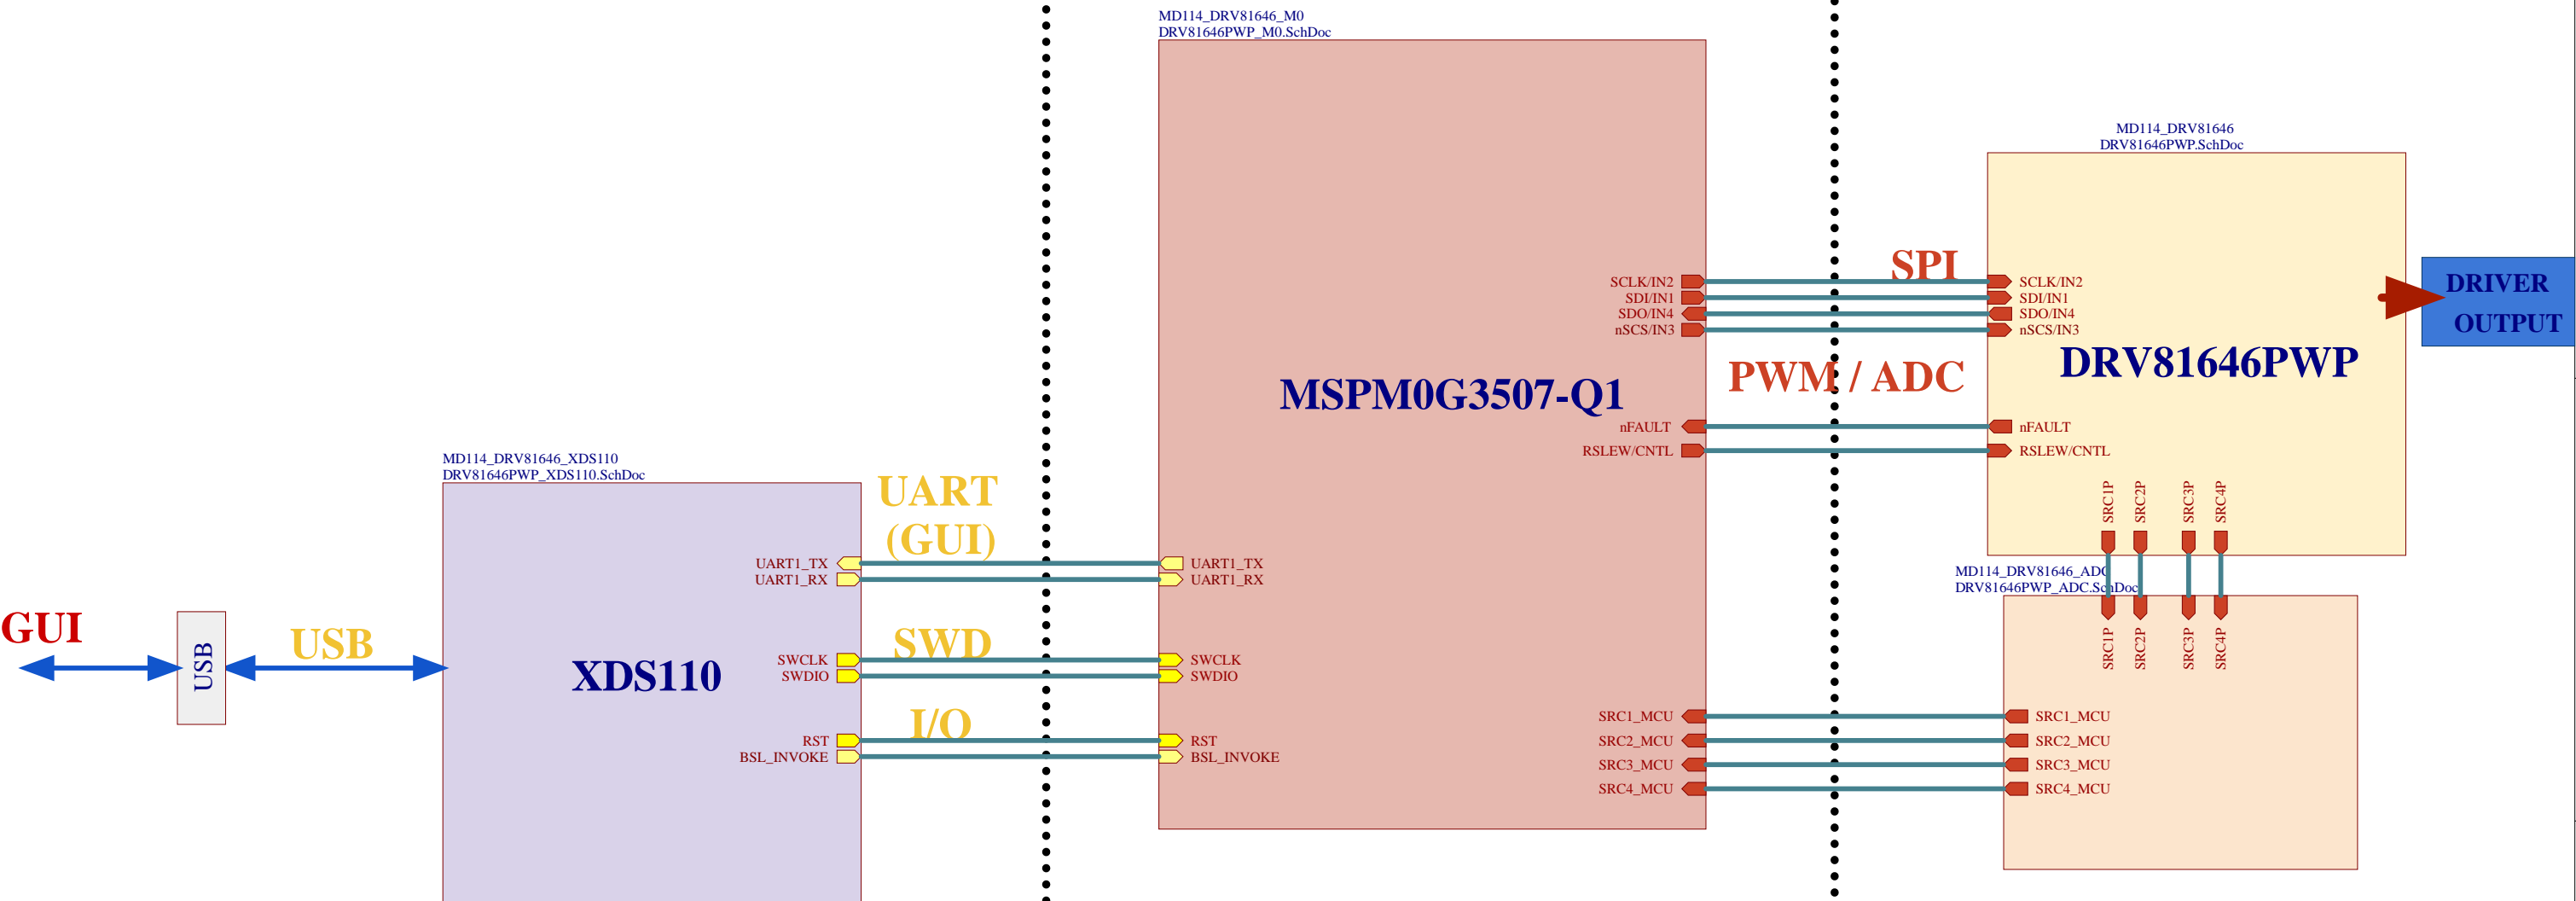 MD114_DRV81646_M0
DRV81646PWP_M0.SchDoc
MD114_DRV81646
DRV81646PWP.SchDoc
SPI
SCLK/IN2
SDI/IN1
SDO/IN4
nSCS/IN3
SCLK/IN2
SDI/IN1
SDO/IN4
nSCS/IN3
DRIVER
OUTPUT
DRV81646PWP
PWM / ADC
MSPM0G3507-Q1
nFAULT
RSLEW/CNTL
nFAULT
RSLEW/CNTL
SRC1P
SRC2P
SRC3P
SRC4P
MD114_DRV81646_XDS110
DRV81646PWP_XDS110.SchDoc
UART
(GUI)
UART1_TX
UART1_RX
UART1_TX
UART1_RX
MD114_DRV81646_ADC
DRV81646PWP_ADC.SchDoc
SRC1P
SRC2P
SRC3P
SRC4P
GUI
USB
USB
XDS110
SWD
SWCLK
SWDIO
SWCLK
SWDIO
I/O
RST
BSL_INVOKE
RST
BSL_INVOKE
SRC1_MCU
SRC2_MCU
SRC3_MCU
SRC4_MCU
SRC1_MCU
SRC2_MCU
SRC3_MCU
SRC4_MCU